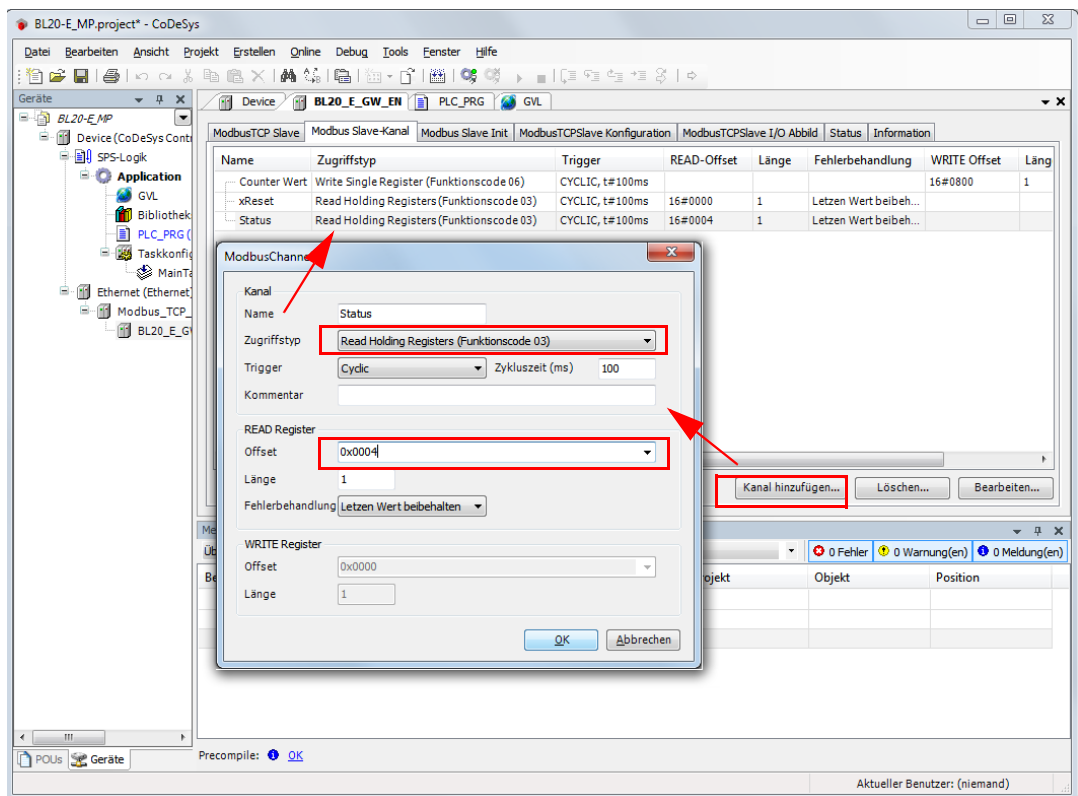 BL20-E_MP.project* - CoDeSys
Datei Bearbeiten Ansicht Projekt Erstellen Online Debug Tools Fenster Hilfe
Geräte
BL20-E_MP
Device (CoDeSys Contr
SPS-Logik
Application
GVL
Bibliothek
PLC_PRG (
Taskkonfig
MainTa
Ethernet (Ethernet)
Modbus_TCP_
BL20_E_GW
POUs Geräte
Device BL20_E_GW_EN PLC_PRG GVL
ModbusTCP Slave Modbus Slave-Kanal Modbus Slave Init ModbusTCPSlave Konfiguration ModbusTCPSlave I/O Abbild Status Information
Name Zugriffstyp Trigger READ-Offset Länge Fehlerbehandlung WRITE Offset Läng
Counter Wert Write Single Register (Funktionscode 06) CYCLIC, t#100ms 16#0800 1
xReset Read Holding Registers (Funktionscode 03) CYCLIC, t#100ms 16#0000 1 Letzen Wert beibeh...
Status Read Holding Registers (Funktionscode 03) CYCLIC, t#100ms 16#0004 1 Letzen Wert beibeh...
ModbusChanne
Kanal
Name Status
Zugriffstyp Read Holding Registers (Funktionscode 03)
Trigger Cyclic Zykluszeit (ms) 100
Kommentar
READ Register
Offset 0x0004
Länge 1
Fehlerbehandlung Letzen Wert beibehalten
WRITE Register
Offset 0x0000
Länge 1
OK Abbrechen
Kanal hinzufügen... Löschen... Bearbeiten...
Me
Üb
0 Fehler 0 Warnung(en) 0 Meldung(en)
Be ojekt Objekt Position
Precompile: OK
Aktueller Benutzer: (niemand)